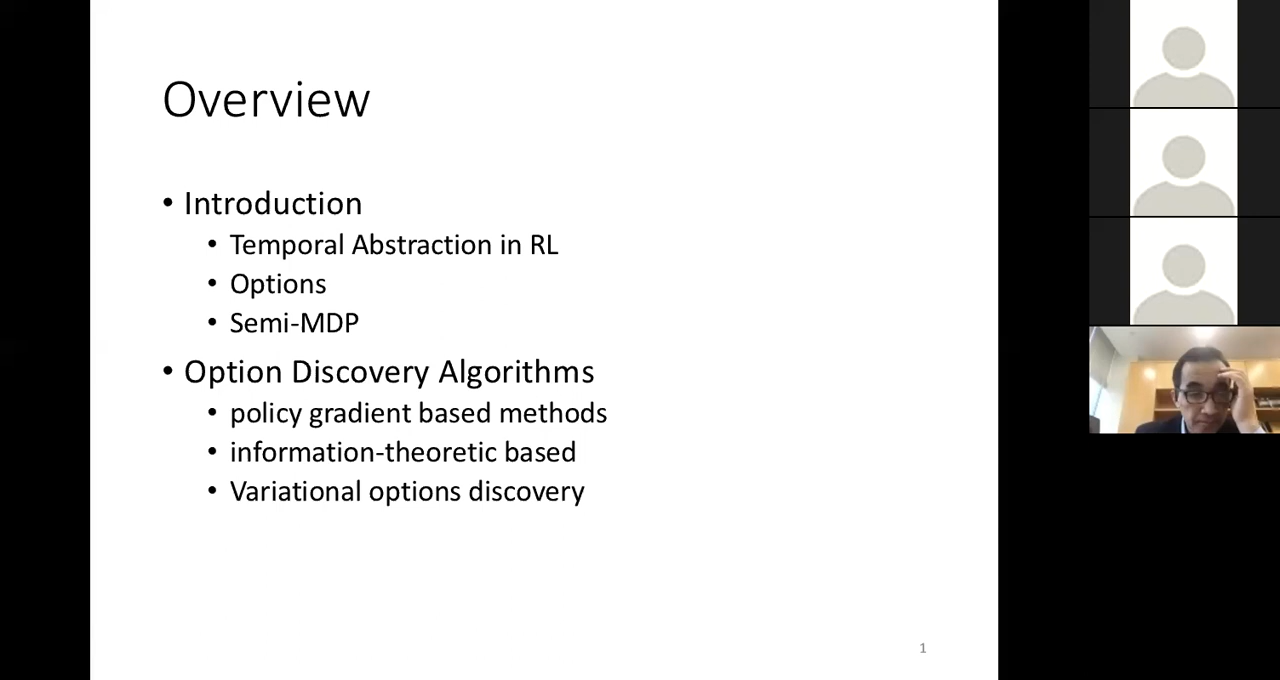 Overview
• Introduction
• Temporal Abstraction in RL
• Options
• Semi-MDP
• Option Discovery Algorithms
• policy gradient based methods
• information-theoretic based
• Variational options discovery
1